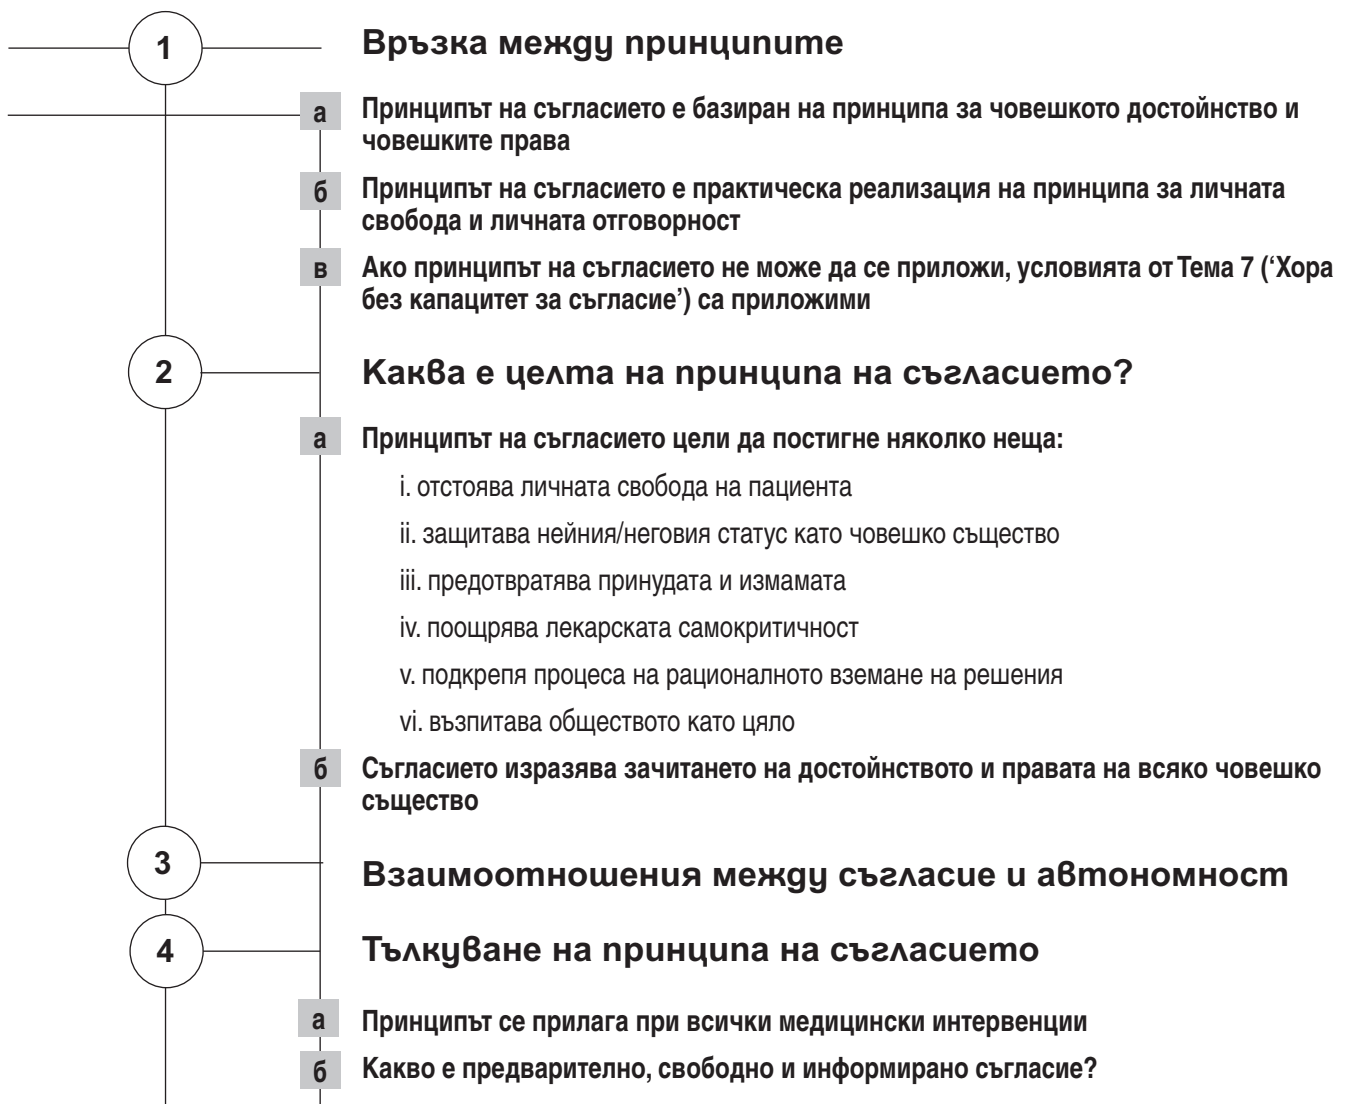 1 Връзка между принципите
а Принципът на съгласието е базиран на принципа за човешкото достойнство и
човешките права
б Принципът на съгласието е практическа реализация на принципа за личната
свобода и личната отговорност
в Ако принципът на съгласието не може да се приложи, условията от Тема 7 (‘Хора
без капацитет за съгласие’) са приложими
2 Каква е целта на принципа на съгласието?
а Принципът на съгласието цели да постигне няколко неща:
i. отстоява личната свобода на пациента
ii. защитава нейния/неговия статус като човешко същество
iii. предотвратява принудата и измамата
iv. поощрява лекарската самокритичност
v. подкрепя процеса на рационалното вземане на решения
vi. възпитава обществото като цяло
б Съгласието изразява зачитането на достойнството и правата на всяко човешко
същество
3 Взаимоотношения между съгласие и автономност
4 Тълкуване на принципа на съгласието
а Принципът се прилага при всички медицински интервенции
б Какво е предварително, свободно и информирано съгласие?